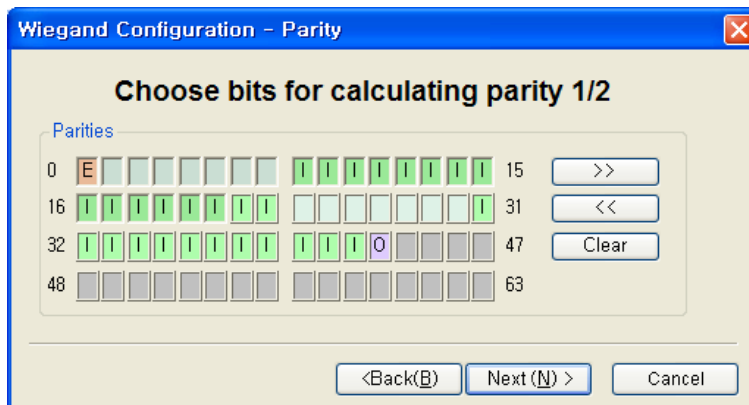 Wiegand Configuration - Parity
Choose bits for calculating parity 1/2
Parities
0 E I I I I I I I I 15 >>
16 I I I I I I I I I 31 <<
32 I I I I I I I I I I I O 47 Clear
48 63
<Back(B) Next (N) > Cancel